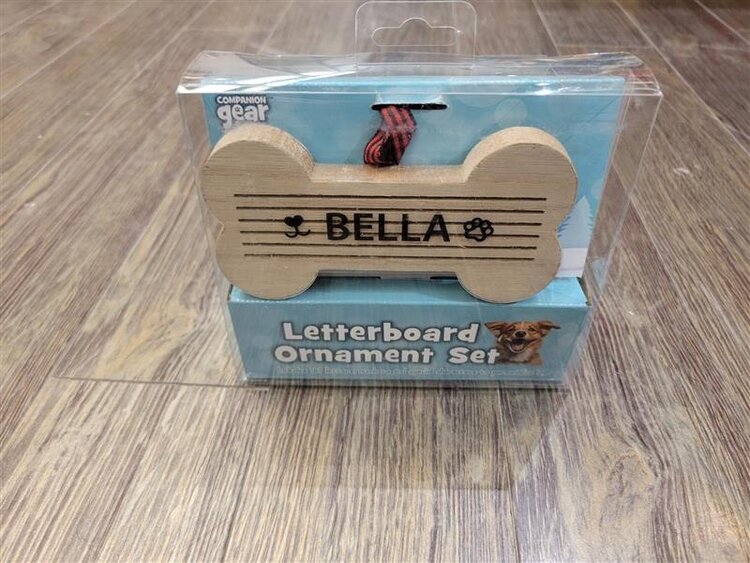 COMPANION
gear
BELLA
Letterboard
Ornament Set